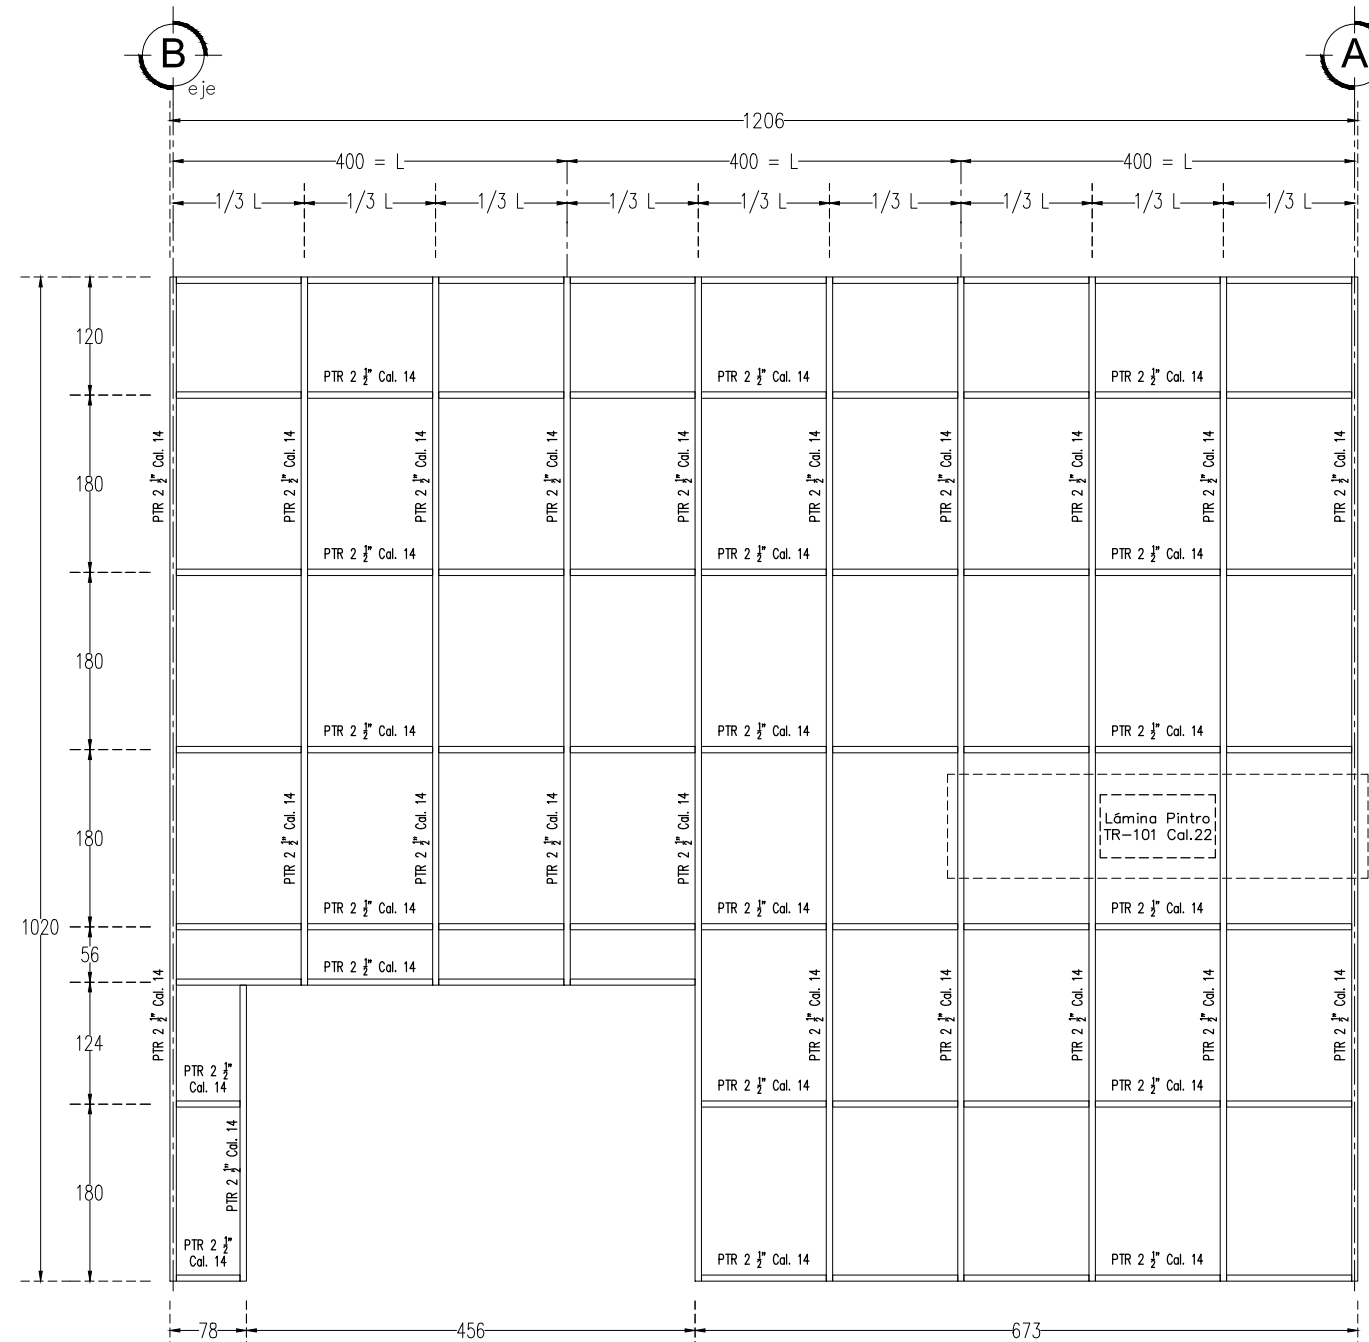 B
A
eje
1206
400 = L
400 = L
400 = L
1/3 L
1/3 L
1/3 L
1/3 L
1/3 L
1/3 L
1/3 L
1/3 L
1/3 L
120
PTR 2 ½" Cal. 14
PTR 2 ½" Cal. 14
PTR 2 ½" Cal. 14
180
PTR 2 ½" Cal. 14
PTR 2 ½" Cal. 14
PTR 2 ½" Cal. 14
PTR 2 ½" Cal. 14
PTR 2 ½" Cal. 14
PTR 2 ½" Cal. 14
PTR 2 ½" Cal. 14
PTR 2 ½" Cal. 14
PTR 2 ½" Cal. 14
PTR 2 ½" Cal. 14
PTR 2 ½" Cal. 14
PTR 2 ½" Cal. 14
PTR 2 ½" Cal. 14
180
PTR 2 ½" Cal. 14
PTR 2 ½" Cal. 14
PTR 2 ½" Cal. 14
180
PTR 2 ½" Cal. 14
PTR 2 ½" Cal. 14
PTR 2 ½" Cal. 14
PTR 2 ½" Cal. 14
Lámina Pintro
TR-101 Cal.22
PTR 2 ½" Cal. 14
PTR 2 ½" Cal. 14
PTR 2 ½" Cal. 14
1020
56
PTR 2 ½" Cal. 14
PTR 2 ½" Cal. 14
PTR 2 ½" Cal. 14
PTR 2 ½" Cal. 14
PTR 2 ½" Cal. 14
PTR 2 ½" Cal. 14
PTR 2 ½" Cal. 14
124
PTR 2 ½"
Cal. 14
PTR 2 ½" Cal. 14
PTR 2 ½" Cal. 14
180
PTR 2 ½" Cal. 14
PTR 2 ½"
Cal. 14
PTR 2 ½" Cal. 14
PTR 2 ½" Cal. 14
78
456
673